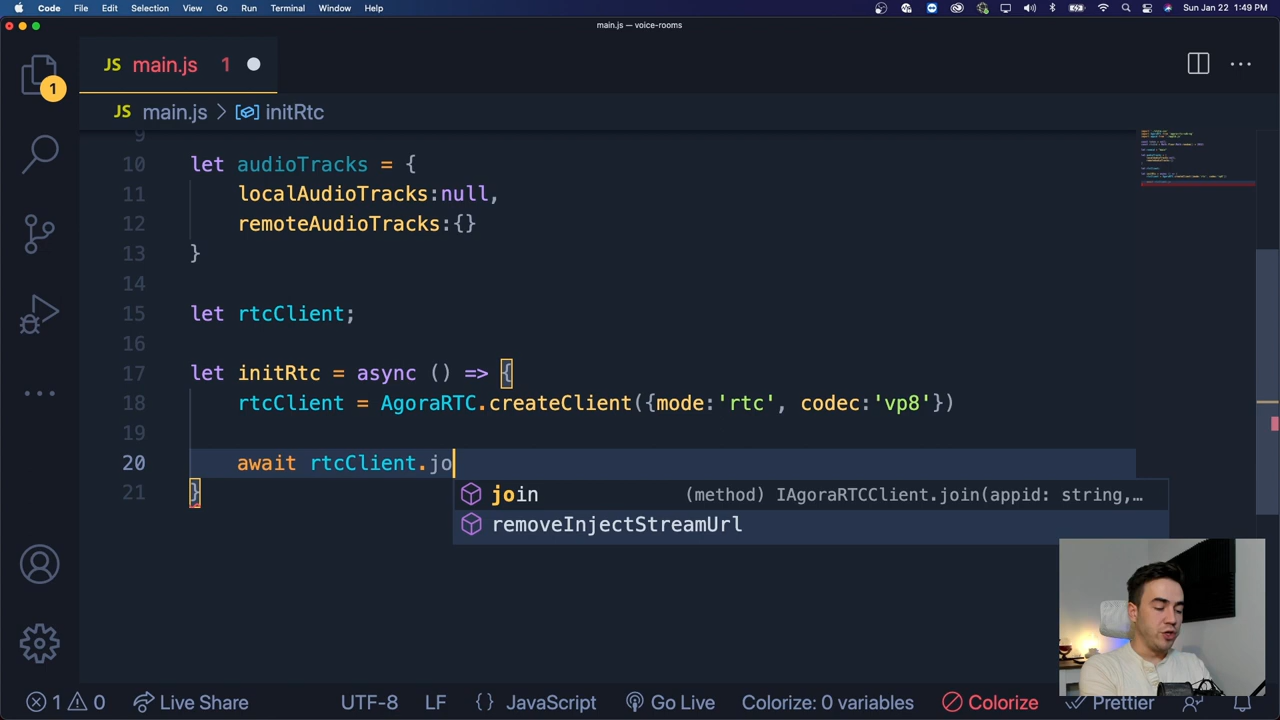 Code File Edit Selection View Go Run Terminal Window Help Sun Jan 22 1:49 PM
main.js — voice-rooms
1
JS main.js 1
JS main.js > initRtc
9
10 let audioTracks = {
11 localAudioTracks:null,
12 remoteAudioTracks:{}
13 }
14
15 let rtcClient;
16
17 let initRtc = async () => {
18 rtcClient = AgoraRTC.createClient({mode:'rtc', codec:'vp8'})
19
20 await rtcClient.jo
21 }
join (method) IAgoraRTCClient.join(appid: string,…
removeInjectStreamUrl
1 0 Live Share UTF-8 LF {} JavaScript Go Live Colorize: 0 variables Colorize Prettier